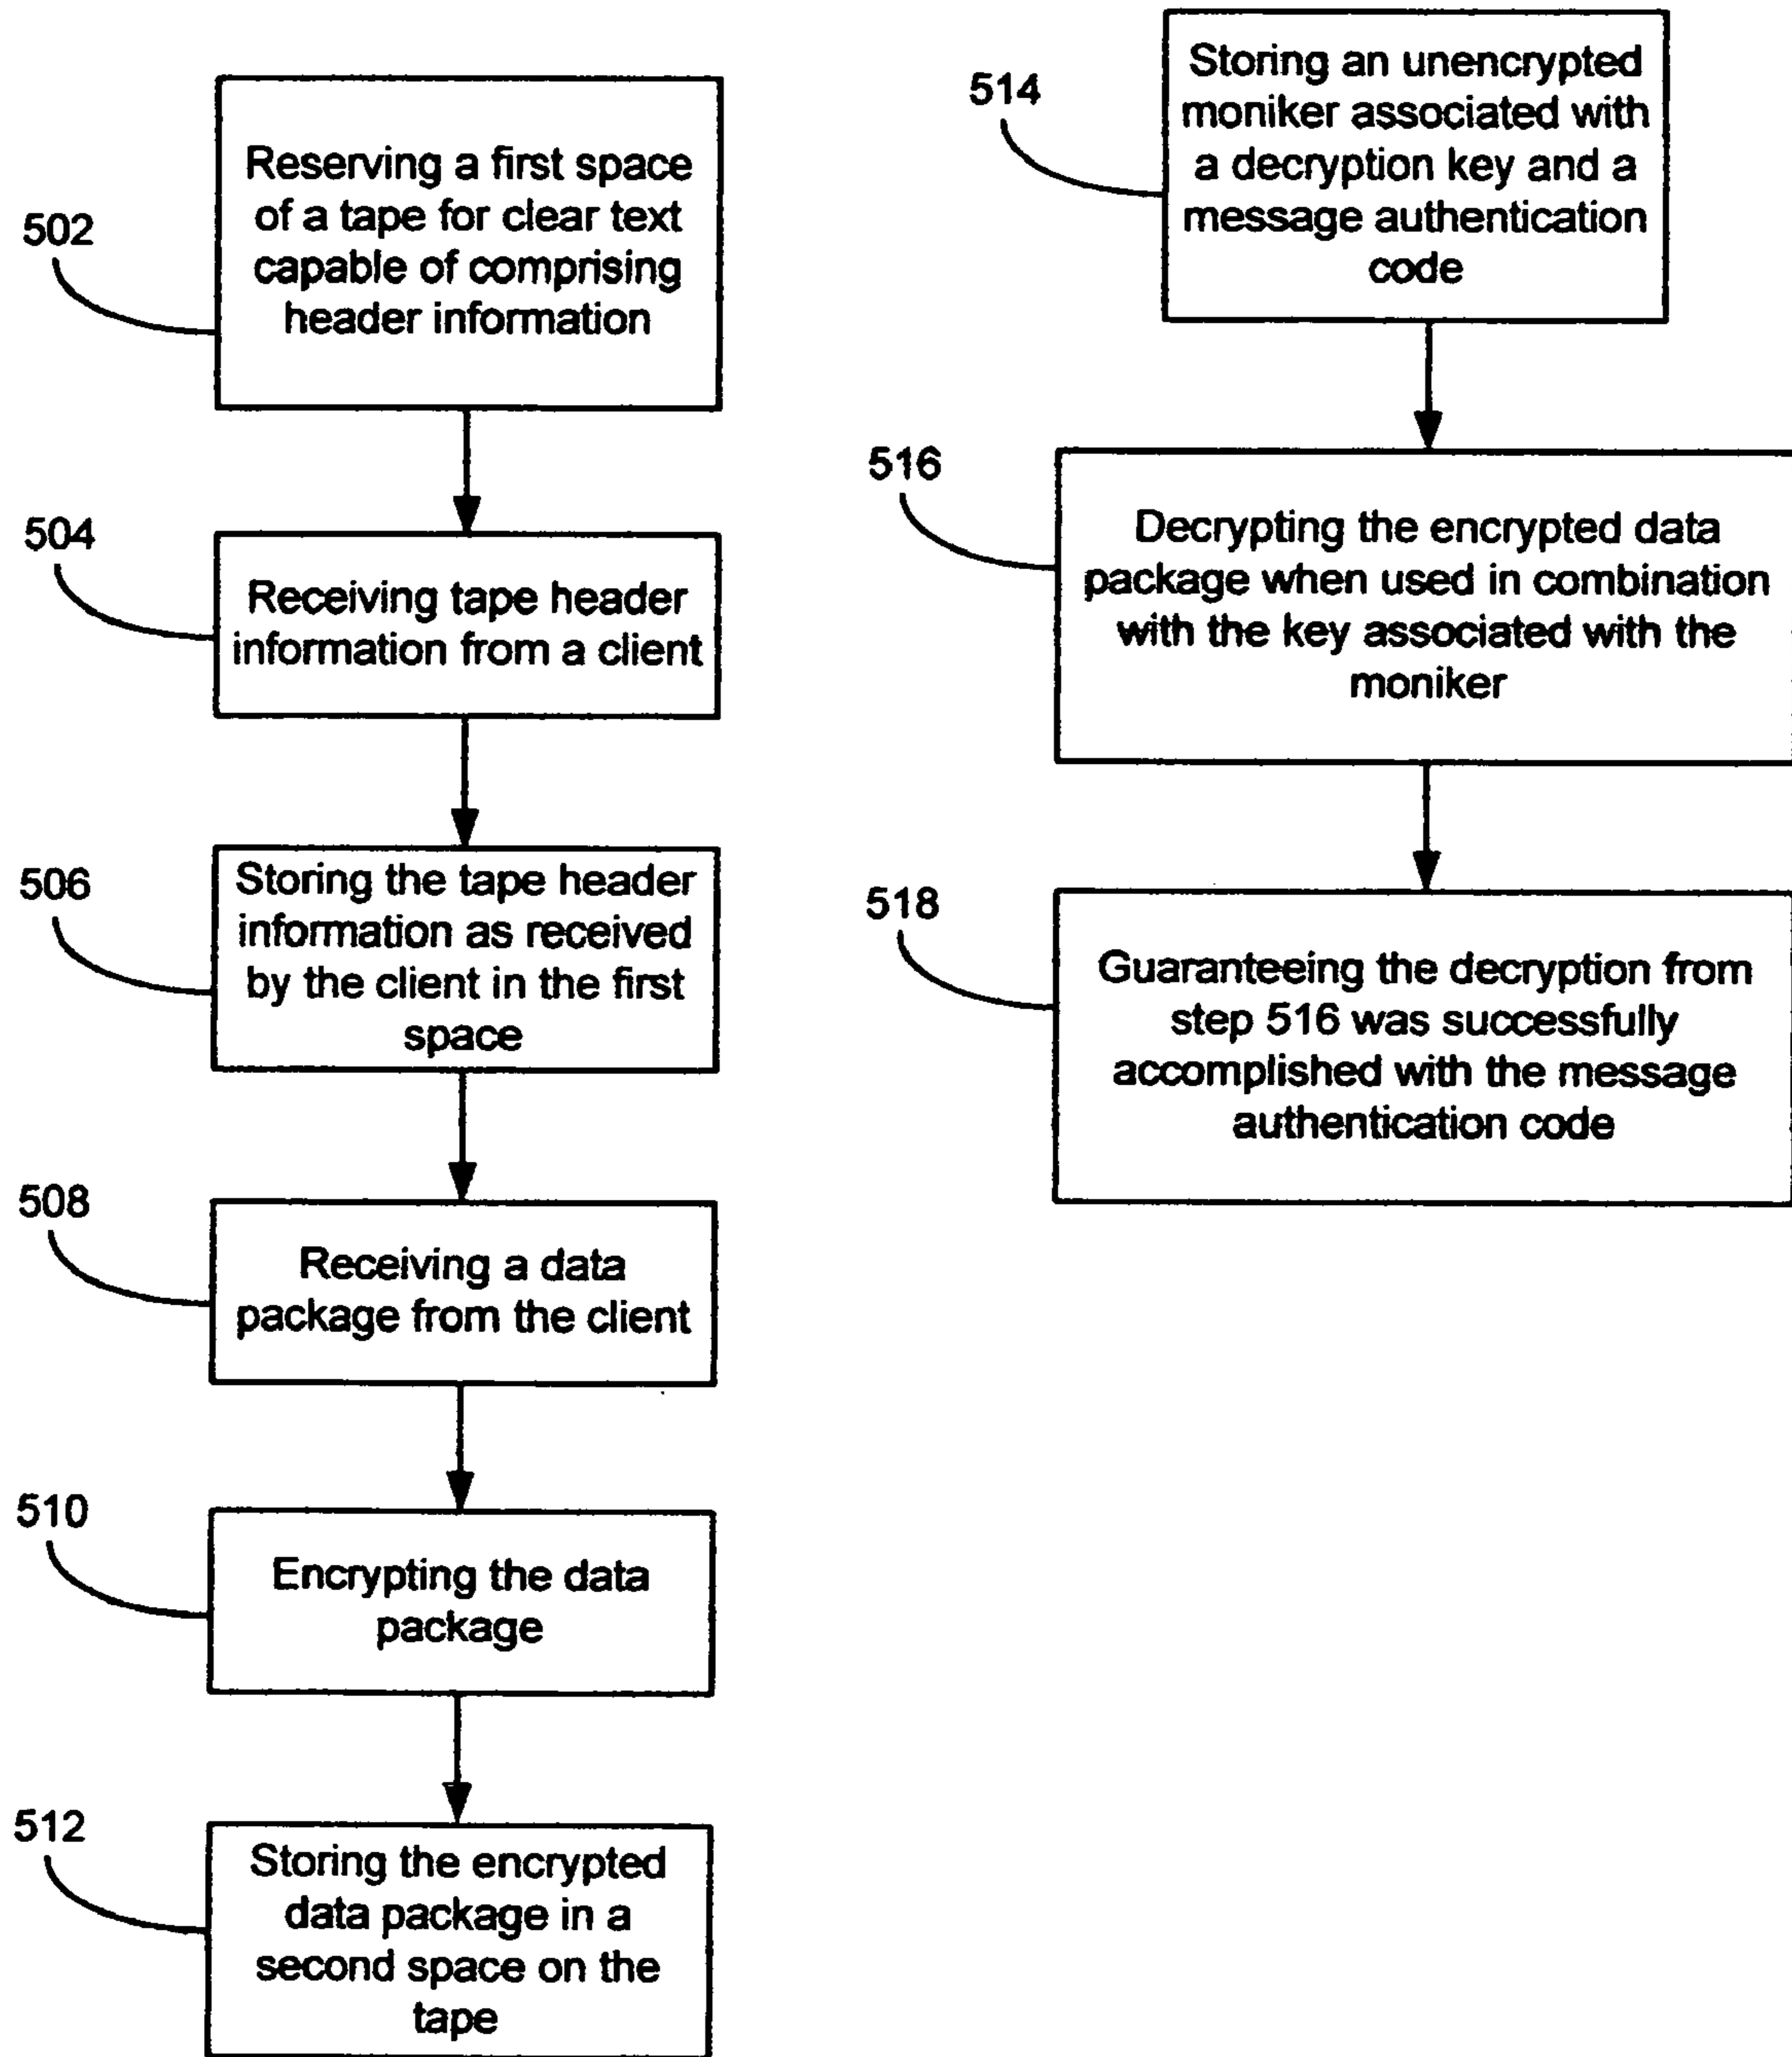 502
Reserving a first space
of a tape for clear text
capable of comprising
header information
504
Receiving tape header
information from a client
506
Storing the tape header
information as received
by the client in the first
space
508
Receiving a data
package from the client
510
Encrypting the data
package
512
Storing the encrypted
data package in a
second space on the
tape
514
Storing an unencrypted
moniker associated with
a decryption key and a
message authentication
code
516
Decrypting the encrypted data
package when used in combination
with the key associated with the
moniker
518
Guaranteeing the decryption from
step 516 was successfully
accomplished with the message
authentication code